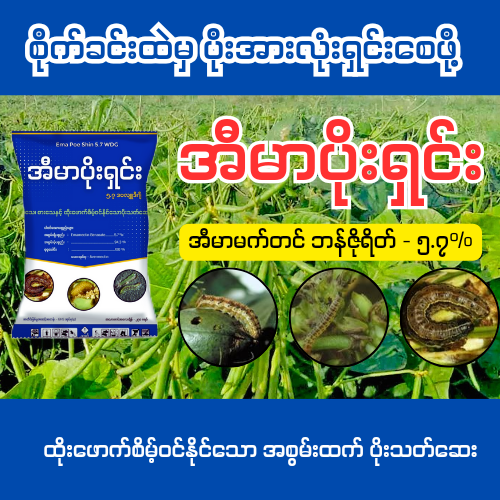 စိုက်ခင်းထဲမှ ပိုးအားလုံးရှင်းစေဖို့
Ema Poe Shin 5.7 WDG
အီမာပိုးရှင်း
အီမာပိုးရှင်း
အီမာမက်တင် ဘန်ဇိုရိတ် - ၅.၇%
ထိုးဖောက်စိမ့်ဝင်နိုင်သော အစွမ်းထက် ပိုးသတ်ဆေး